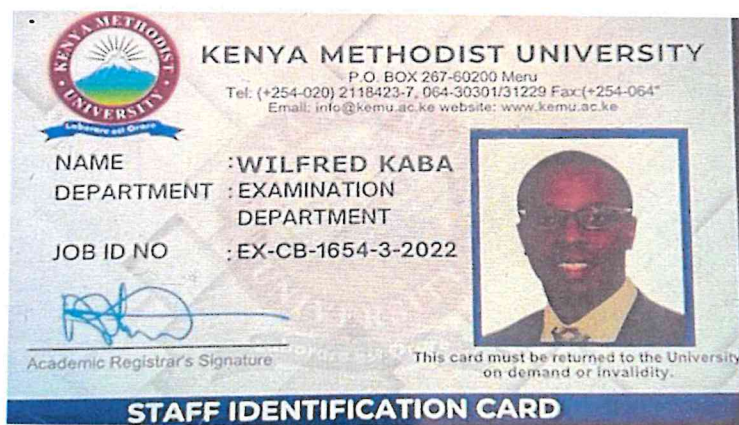 KENYA METHODIST UNIVERSITY
KENYA METHODIST UNIVERSITY
P.O. BOX 267-60200 Meru
Tel: (+254-020) 2118423-7, 064-30301/31229 Fax:(+254-064"
Email: info@kemu.ac.ke website: www.kemu.ac.ke
Laborare est Orare
NAME :WILFRED KABA
DEPARTMENT : EXAMINATION
DEPARTMENT
JOB ID NO : EX-CB-1654-3-2022
Academic Registrar's Signature
This card must be returned to the University
on demand or invalidity.
STAFF IDENTIFICATION CARD